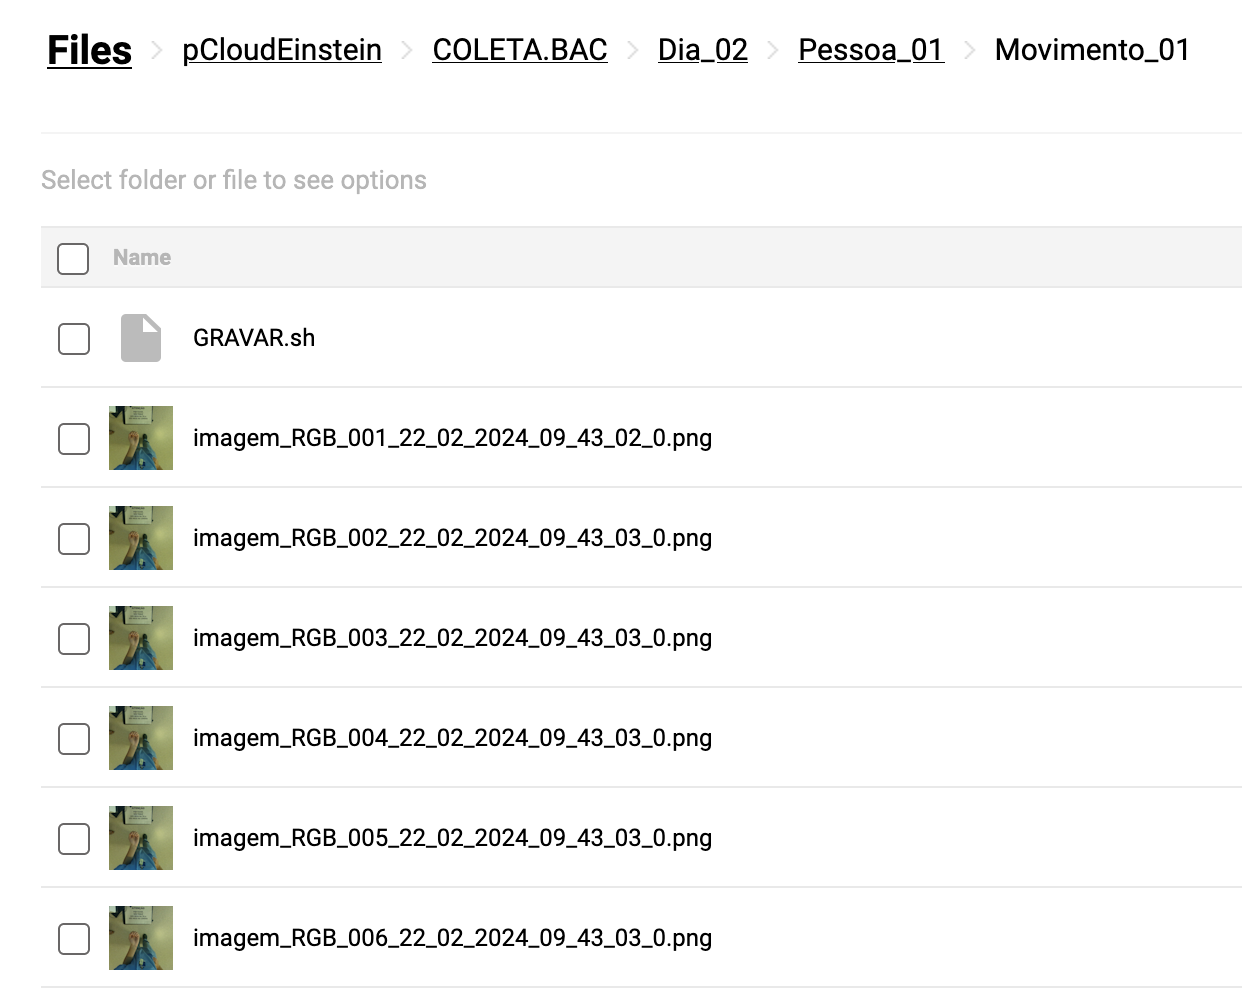 Files > pCloudEinstein > COLETA.BAC > Dia_02 > Pessoa_01 > Movimento_01
Select folder or file to see options
Name
GRAVAR.sh
imagem_RGB_001_22_02_2024_09_43_02_0.png
imagem_RGB_002_22_02_2024_09_43_03_0.png
imagem_RGB_003_22_02_2024_09_43_03_0.png
imagem_RGB_004_22_02_2024_09_43_03_0.png
imagem_RGB_005_22_02_2024_09_43_03_0.png
imagem_RGB_006_22_02_2024_09_43_03_0.png